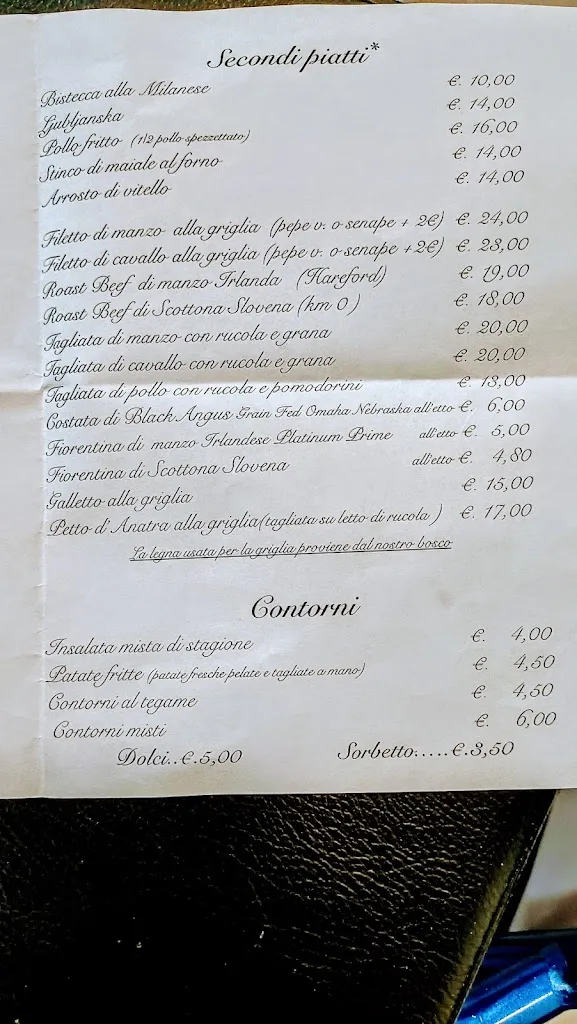 Secondi piatti*
Bistecca alla Milanese €. 10,00
Ljubljanska €. 14,00
Pollo fritto (1/2 pollo spezzettato) €. 16,00
Stinco di maiale al forno €. 14,00
Arrosto di vitello €. 14,00
Filetto di manzo alla griglia (pepe v. o senape + 2€) €. 24,00
Filetto di cavallo alla griglia (pepe v. o senape +2€) €. 23,00
Roast Beef di manzo Irlanda (Hareford) €. 19,00
Roast Beef di Scottona Slovena (km 0 ) €. 18,00
Tagliata di manzo con rucola e grana €. 20,00
Tagliata di cavallo con rucola e grana €. 20,00
Tagliata di pollo con rucola e pomodorini €. 13,00
Costata di Black Angus Grain Fed Omaha Nebraska all'etto €. 6,00
Fiorentina di manzo Irlandese Platinum Prime all'etto €. 5,00
Fiorentina di Scottona Slovena all'etto €. 4,80
Galletto alla griglia €. 15,00
Petto d'Anatra alla griglia(tagliata su letto di rucola ) €. 17,00
La legna usata per la griglia proviene dal nostro bosco
Contorni
Insalata mista di stagione €. 4,00
Patate fritte (patate fresche pelate e tagliate a mano) €. 4,50
Contorni al tegame €. 4,50
Contorni misti €. 6,00
Dolci..€.5,00 Sorbetto.....€.3,50